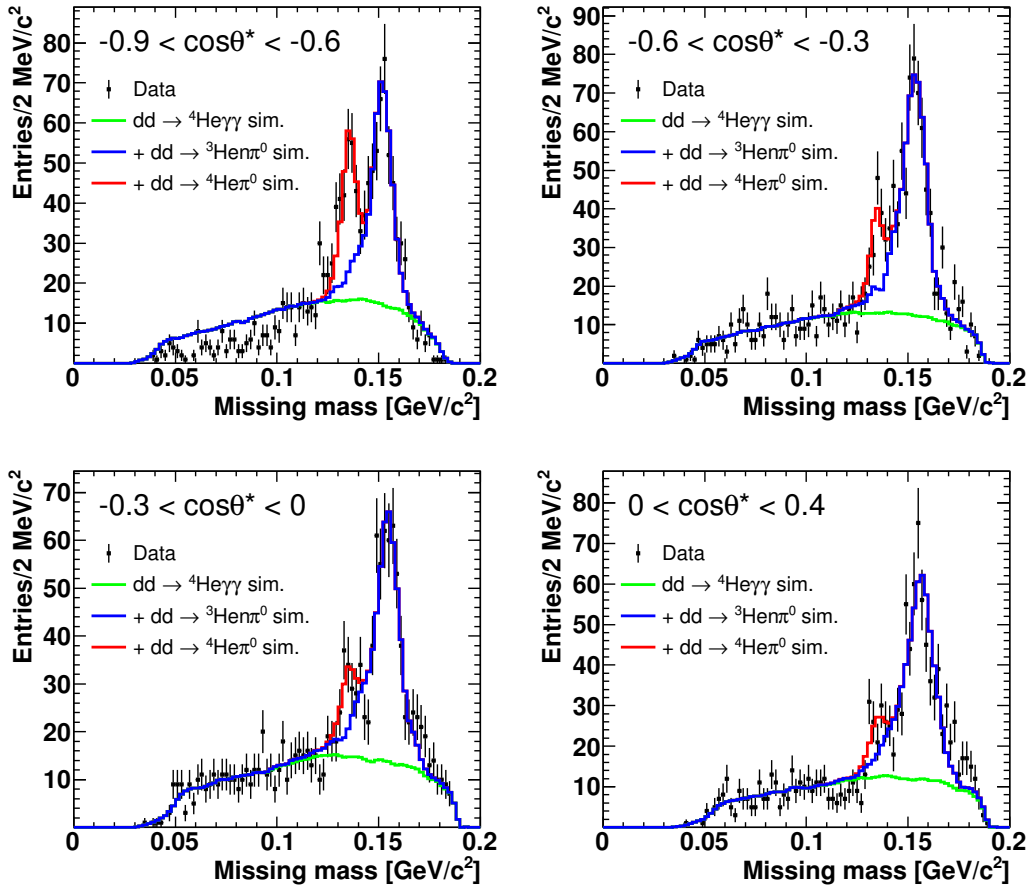 -0.9 < cosθ* < -0.6
Data
dd → ⁴Heγγ sim.
+ dd → ³Henπ⁰ sim.
+ dd → ⁴Heπ⁰ sim.
Entries/2 MeV/c²
80
70
60
50
40
30
20
10
0 0.05 0.1 0.15 0.2
Missing mass [GeV/c²]
-0.6 < cosθ* < -0.3
Data
dd → ⁴Heγγ sim.
+ dd → ³Henπ⁰ sim.
+ dd → ⁴Heπ⁰ sim.
Entries/2 MeV/c²
90
80
70
60
50
40
30
20
10
0 0.05 0.1 0.15 0.2
Missing mass [GeV/c²]
-0.3 < cosθ* < 0
Data
dd → ⁴Heγγ sim.
+ dd → ³Henπ⁰ sim.
+ dd → ⁴Heπ⁰ sim.
Entries/2 MeV/c²
70
60
50
40
30
20
10
0 0.05 0.1 0.15 0.2
Missing mass [GeV/c²]
0 < cosθ* < 0.4
Data
dd → ⁴Heγγ sim.
+ dd → ³Henπ⁰ sim.
+ dd → ⁴Heπ⁰ sim.
Entries/2 MeV/c²
80
70
60
50
40
30
20
10
0 0.05 0.1 0.15 0.2
Missing mass [GeV/c²]